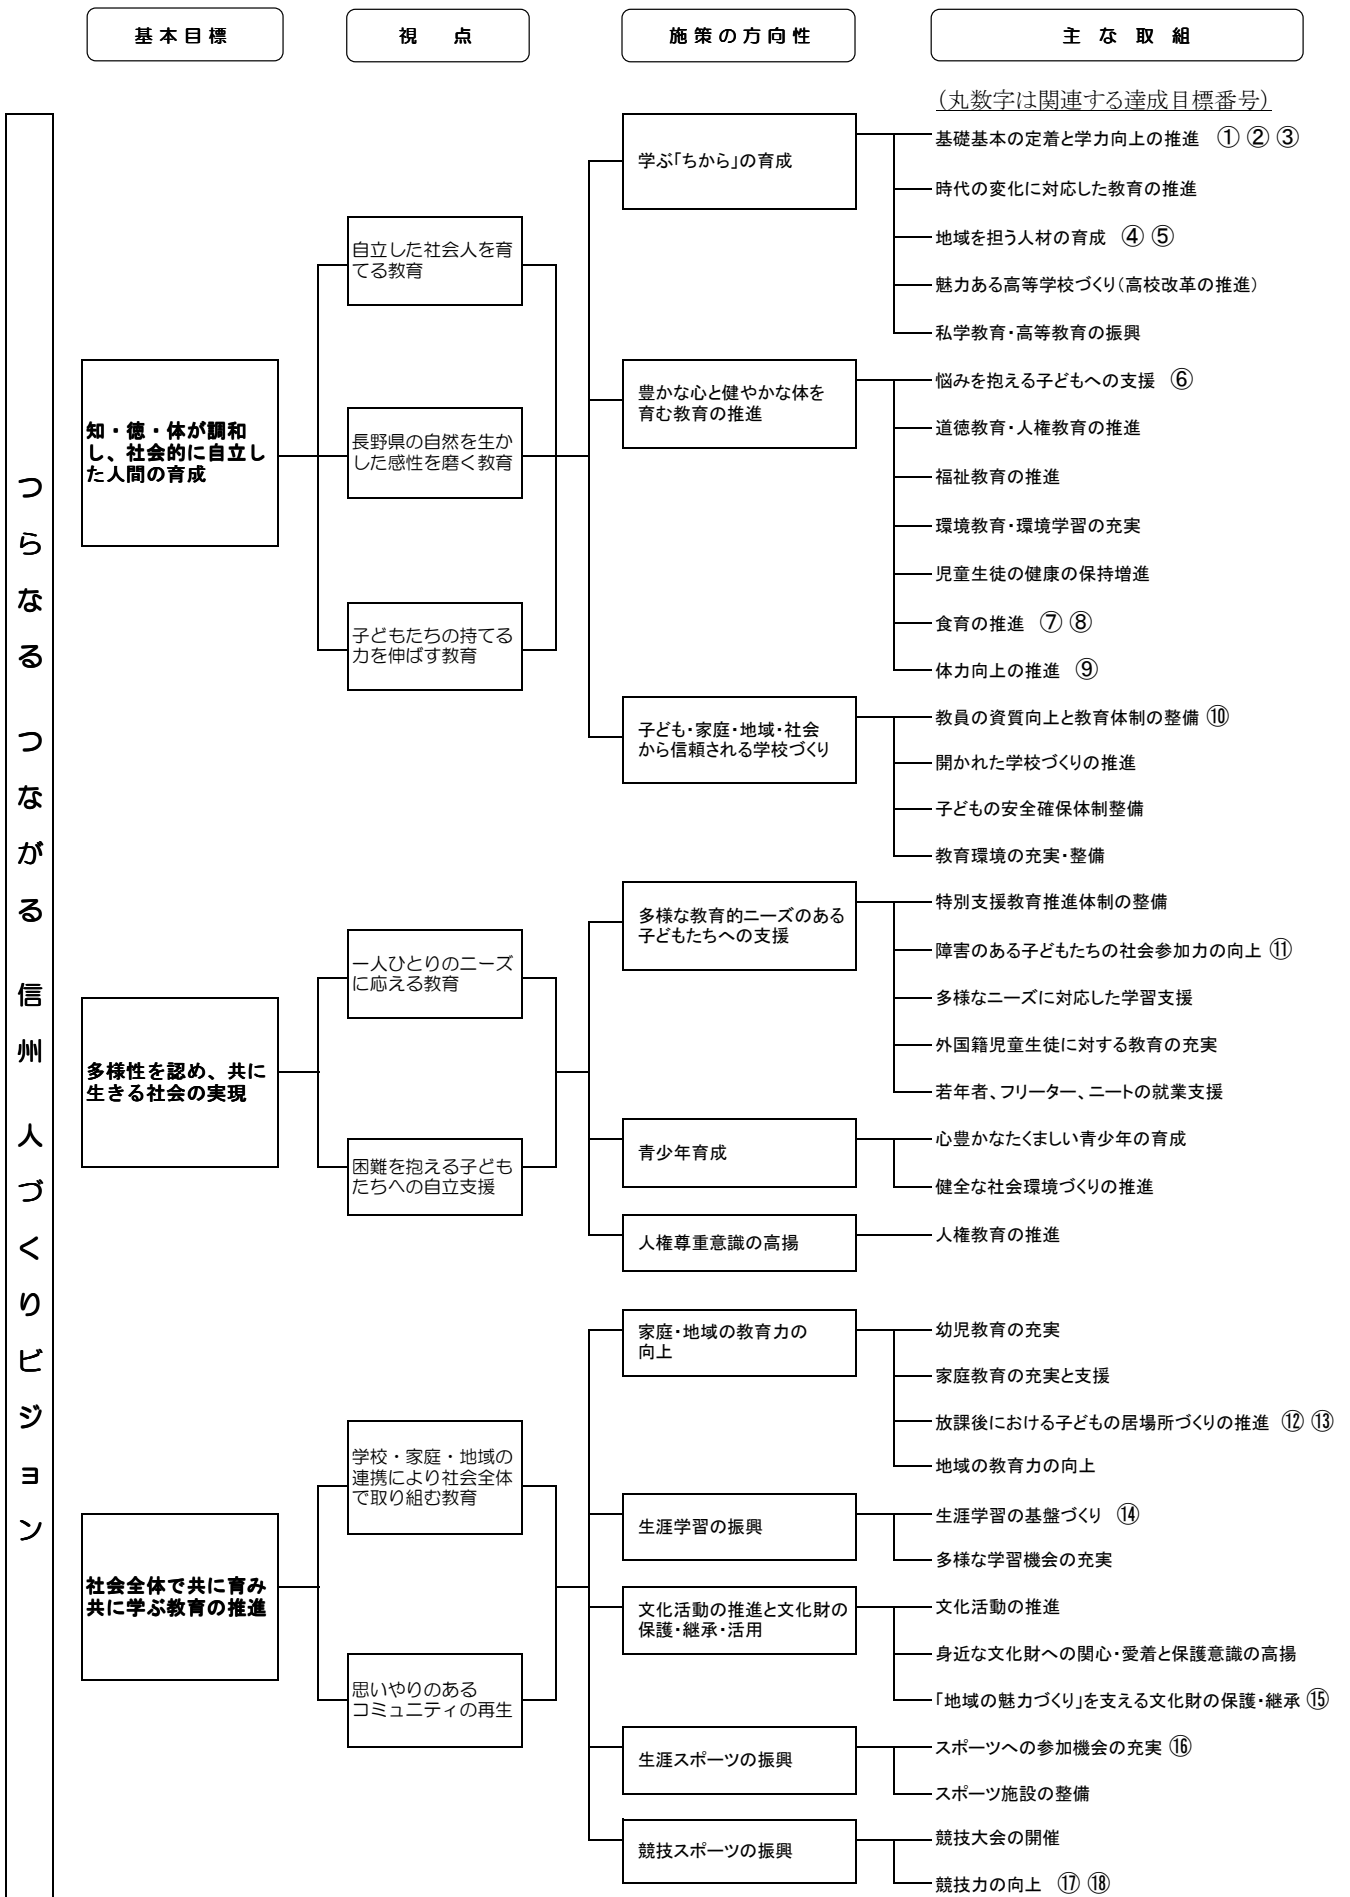 基本目標
視　点
施策の方向性
主な取組
（丸数字は関連する達成目標番号）
つらなる つながる 信州 人づくりビジョン
知・徳・体が調和
し、社会的に自立し
た人間の育成
自立した社会人を育
てる教育
長野県の自然を生か
した感性を磨く教育
子どもたちの持てる
力を伸ばす教育
学ぶ「ちから」の育成
基礎基本の定着と学力向上の推進 ① ② ③
時代の変化に対応した教育の推進
地域を担う人材の育成 ④ ⑤
魅力ある高等学校づくり（高校改革の推進）
私学教育・高等教育の振興
豊かな心と健やかな体を
育む教育の推進
悩みを抱える子どもへの支援 ⑥
道徳教育・人権教育の推進
福祉教育の推進
環境教育・環境学習の充実
児童生徒の健康の保持増進
食育の推進 ⑦ ⑧
体力向上の推進 ⑨
子ども・家庭・地域・社会
から信頼される学校づくり
教員の資質向上と教育体制の整備 ⑩
開かれた学校づくりの推進
子どもの安全確保体制整備
教育環境の充実・整備
多様性を認め、共に
生きる社会の実現
一人ひとりのニーズ
に応える教育
困難を抱える子ども
たちへの自立支援
多様な教育的ニーズのある
子どもたちへの支援
特別支援教育推進体制の整備
障害のある子どもたちの社会参加力の向上 ⑪
多様なニーズに対応した学習支援
外国籍児童生徒に対する教育の充実
若年者、フリーター、ニートの就業支援
青少年育成
心豊かなたくましい青少年の育成
健全な社会環境づくりの推進
人権尊重意識の高揚
人権教育の推進
社会全体で共に育み
共に学ぶ教育の推進
学校・家庭・地域の
連携により社会全体
で取り組む教育
思いやりのある
コミュニティの再生
家庭・地域の教育力の
向上
幼児教育の充実
家庭教育の充実と支援
放課後における子どもの居場所づくりの推進 ⑫ ⑬
地域の教育力の向上
生涯学習の振興
生涯学習の基盤づくり ⑭
多様な学習機会の充実
文化活動の推進と文化財の
保護・継承・活用
文化活動の推進
身近な文化財への関心・愛着と保護意識の高揚
「地域の魅力づくり」を支える文化財の保護・継承 ⑮
生涯スポーツの振興
スポーツへの参加機会の充実 ⑯
スポーツ施設の整備
競技スポーツの振興
競技大会の開催
競技力の向上 ⑰ ⑱